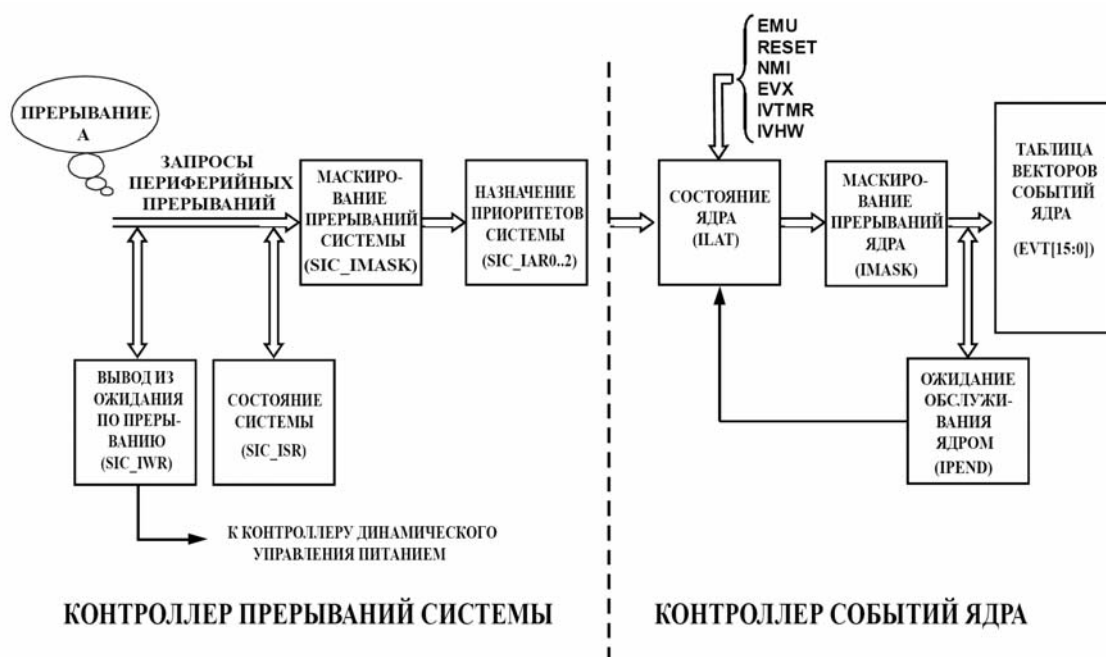 ПРЕРЫВАНИЕ
А
ЗАПРОСЫ
ПЕРИФЕРИЙНЫХ
ПРЕРЫВАНИЙ
МАСКИРО-
ВАНИЕ
ПРЕРЫВАНИЙ
СИСТЕМЫ
(SIC_IMASK)
НАЗНАЧЕНИЕ
ПРИОРИТЕТОВ
СИСТЕМЫ
(SIC_IAR0..2)
ВЫВОД ИЗ
ОЖИДАНИЯ
ПО ПРЕРЫ-
ВАНИЮ
(SIC_IWR)
СОСТОЯНИЕ
СИСТЕМЫ
(SIC_ISR)
К КОНТРОЛЛЕРУ ДИНАМИЧЕСКОГО
УПРАВЛЕНИЯ ПИТАНИЕМ
КОНТРОЛЛЕР ПРЕРЫВАНИЙ СИСТЕМЫ
EMU
RESET
NMI
EVX
IVTMR
IVHW
СОСТОЯНИЕ
ЯДРА
(ILAT)
МАСКИРО-
ВАНИЕ
ПРЕРЫВАНИЙ
ЯДРА
(IMASK)
ТАБЛИЦА
ВЕКТОРОВ
СОБЫТИЙ
ЯДРА
(EVT[15:0])
ОЖИДАНИЕ
ОБСЛУЖИ-
ВАНИЯ
ЯДРОМ
(IPEND)
КОНТРОЛЛЕР СОБЫТИЙ ЯДРА